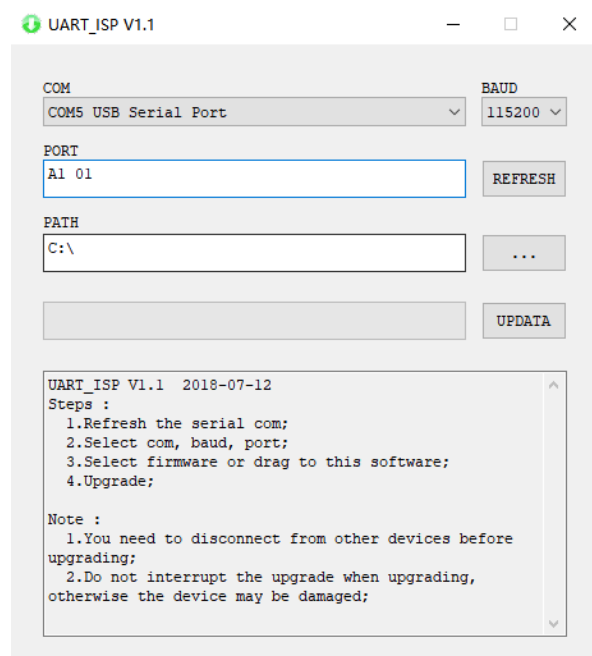 UART_ISP V1.1
COM
BAUD
COM5 USB Serial Port
115200
PORT
A1 01
REFRESH
PATH
C:\
...
UPDATA
UART_ISP V1.1  2018-07-12
Steps :
1.Refresh the serial com;
2.Select com, baud, port;
3.Select firmware or drag to this software;
4.Upgrade;
Note :
1.You need to disconnect from other devices before
upgrading;
2.Do not interrupt the upgrade when upgrading,
otherwise the device may be damaged;